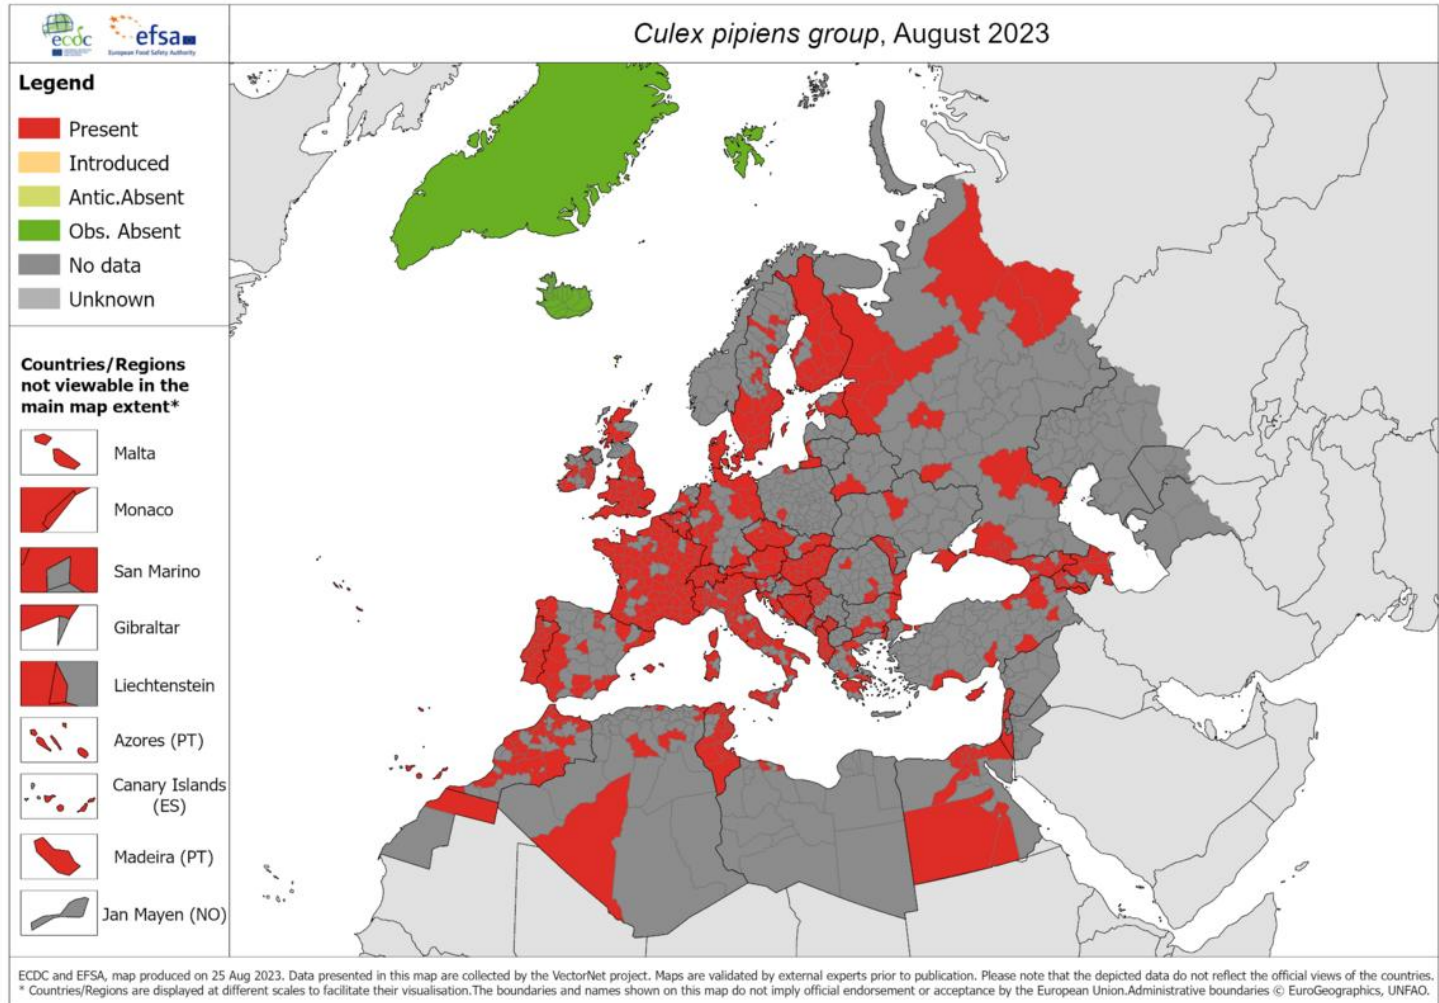 ecdc
efsa
European Food Safety Authority
Culex pipiens group, August 2023
Legend
Present
Introduced
Antic.Absent
Obs. Absent
No data
Unknown
Countries/Regions
not viewable in the
main map extent*
Malta
Monaco
San Marino
Gibraltar
Liechtenstein
Azores (PT)
Canary Islands
(ES)
Madeira (PT)
Jan Mayen (NO)
ECDC and EFSA, map produced on 25 Aug 2023. Data presented in this map are collected by the VectorNet project. Maps are validated by external experts prior to publication. Please note that the depicted data do not reflect the official views of the countries.
* Countries/Regions are displayed at different scales to facilitate their visualisation.The boundaries and names shown on this map do not imply official endorsement or acceptance by the European Union.Administrative boundaries © EuroGeographics, UNFAO.